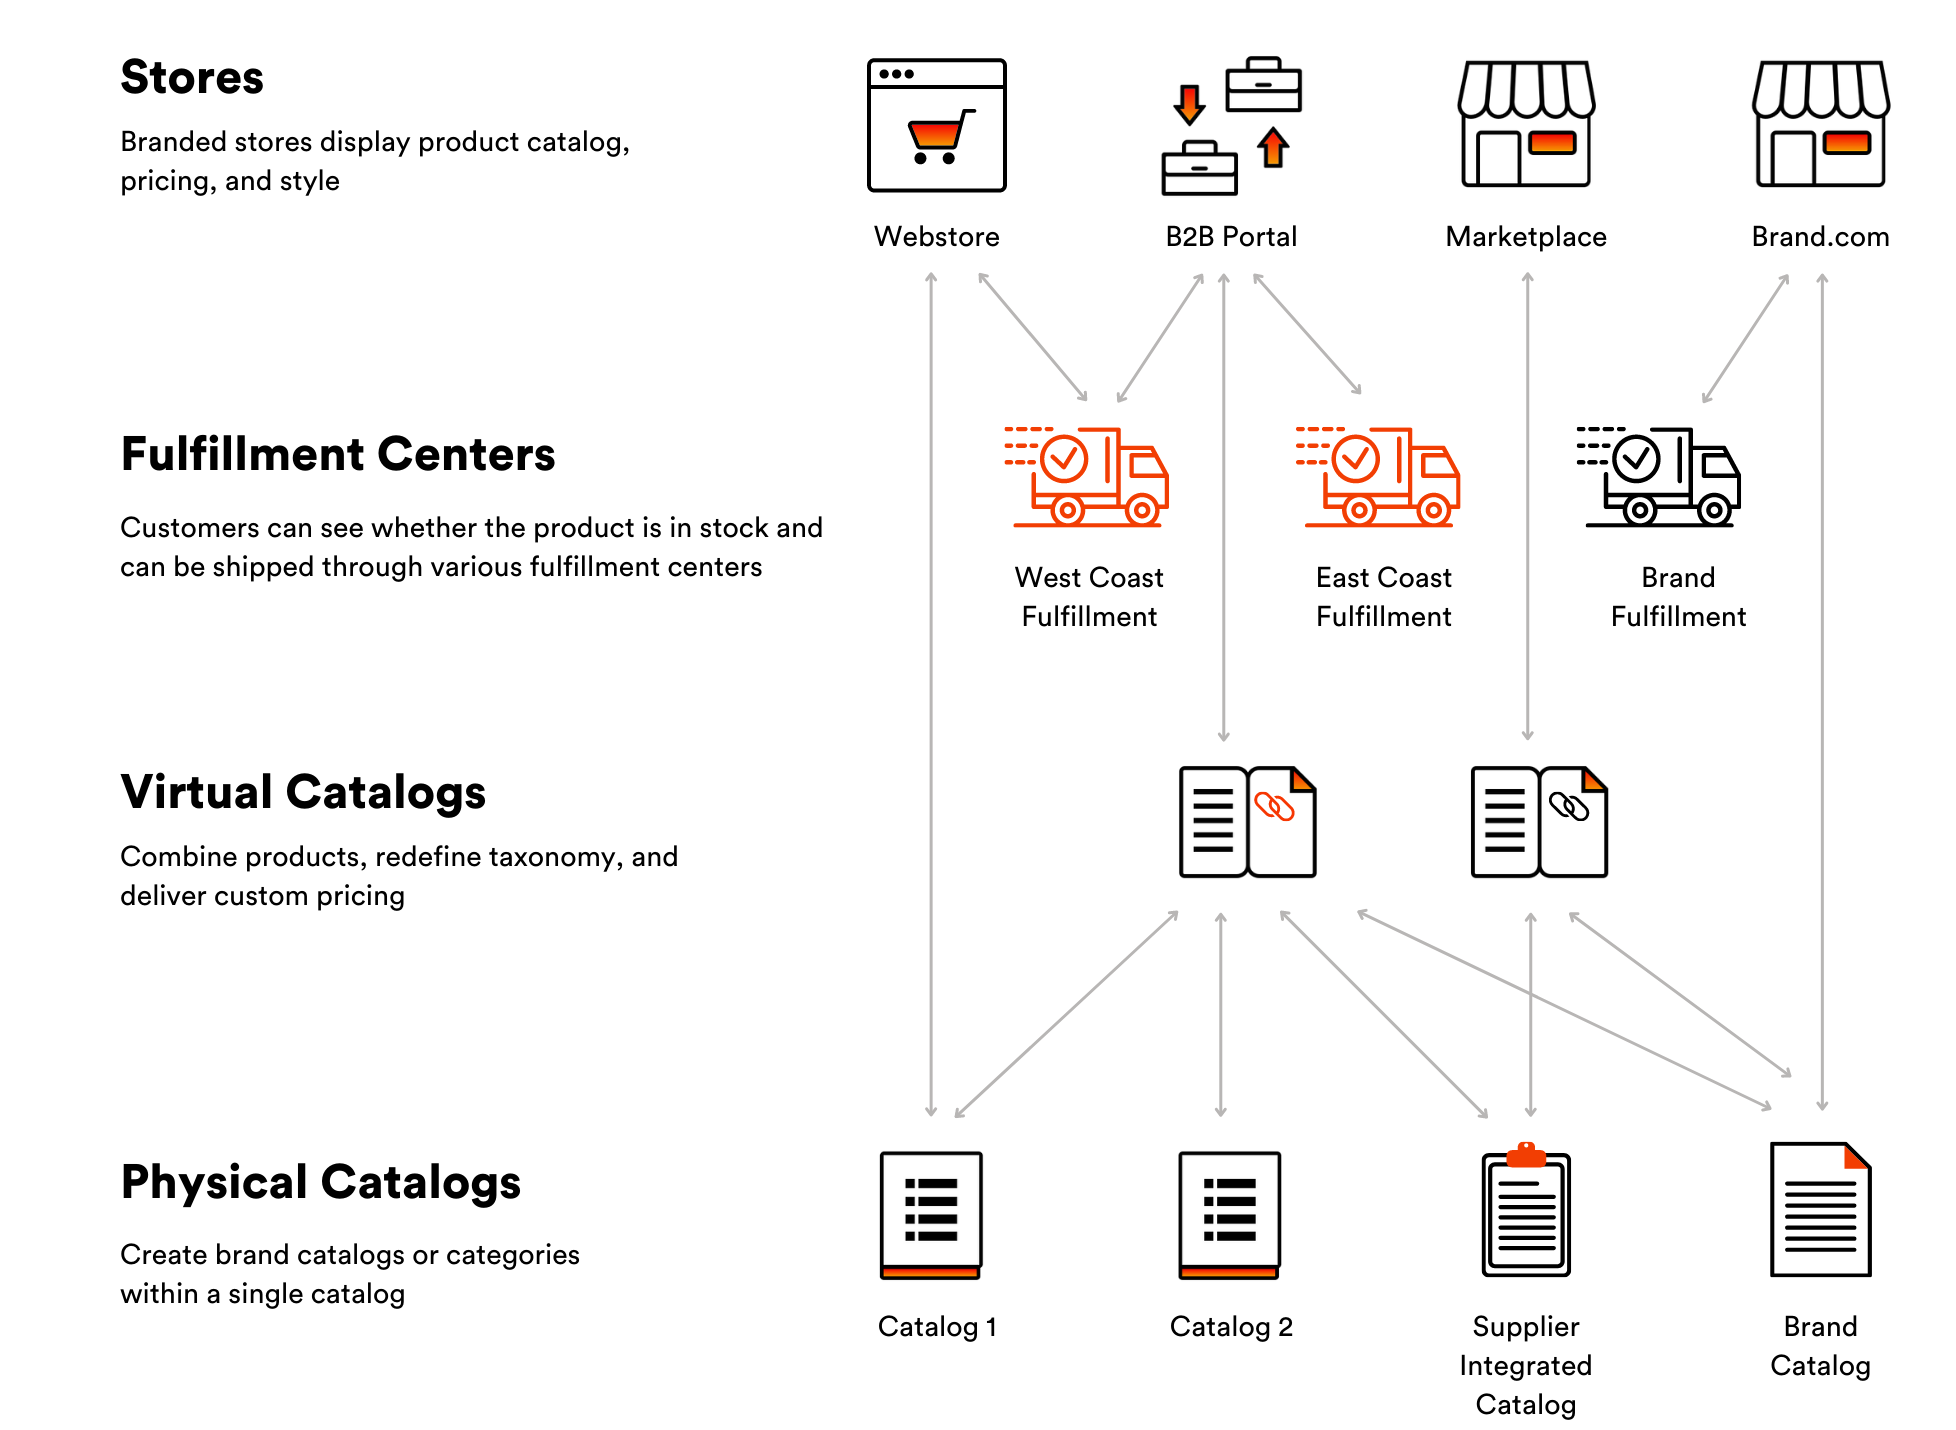 Stores
Branded stores display product catalog,
pricing, and style
Webstore
B2B Portal
Marketplace
Brand.com
Fulfillment Centers
Customers can see whether the product is in stock and
can be shipped through various fulfillment centers
West Coast
Fulfillment
East Coast
Fulfillment
Brand
Fulfillment
Virtual Catalogs
Combine products, redefine taxonomy, and
deliver custom pricing
Physical Catalogs
Create brand catalogs or categories
within a single catalog
Catalog 1
Catalog 2
Supplier
Integrated
Catalog
Brand
Catalog